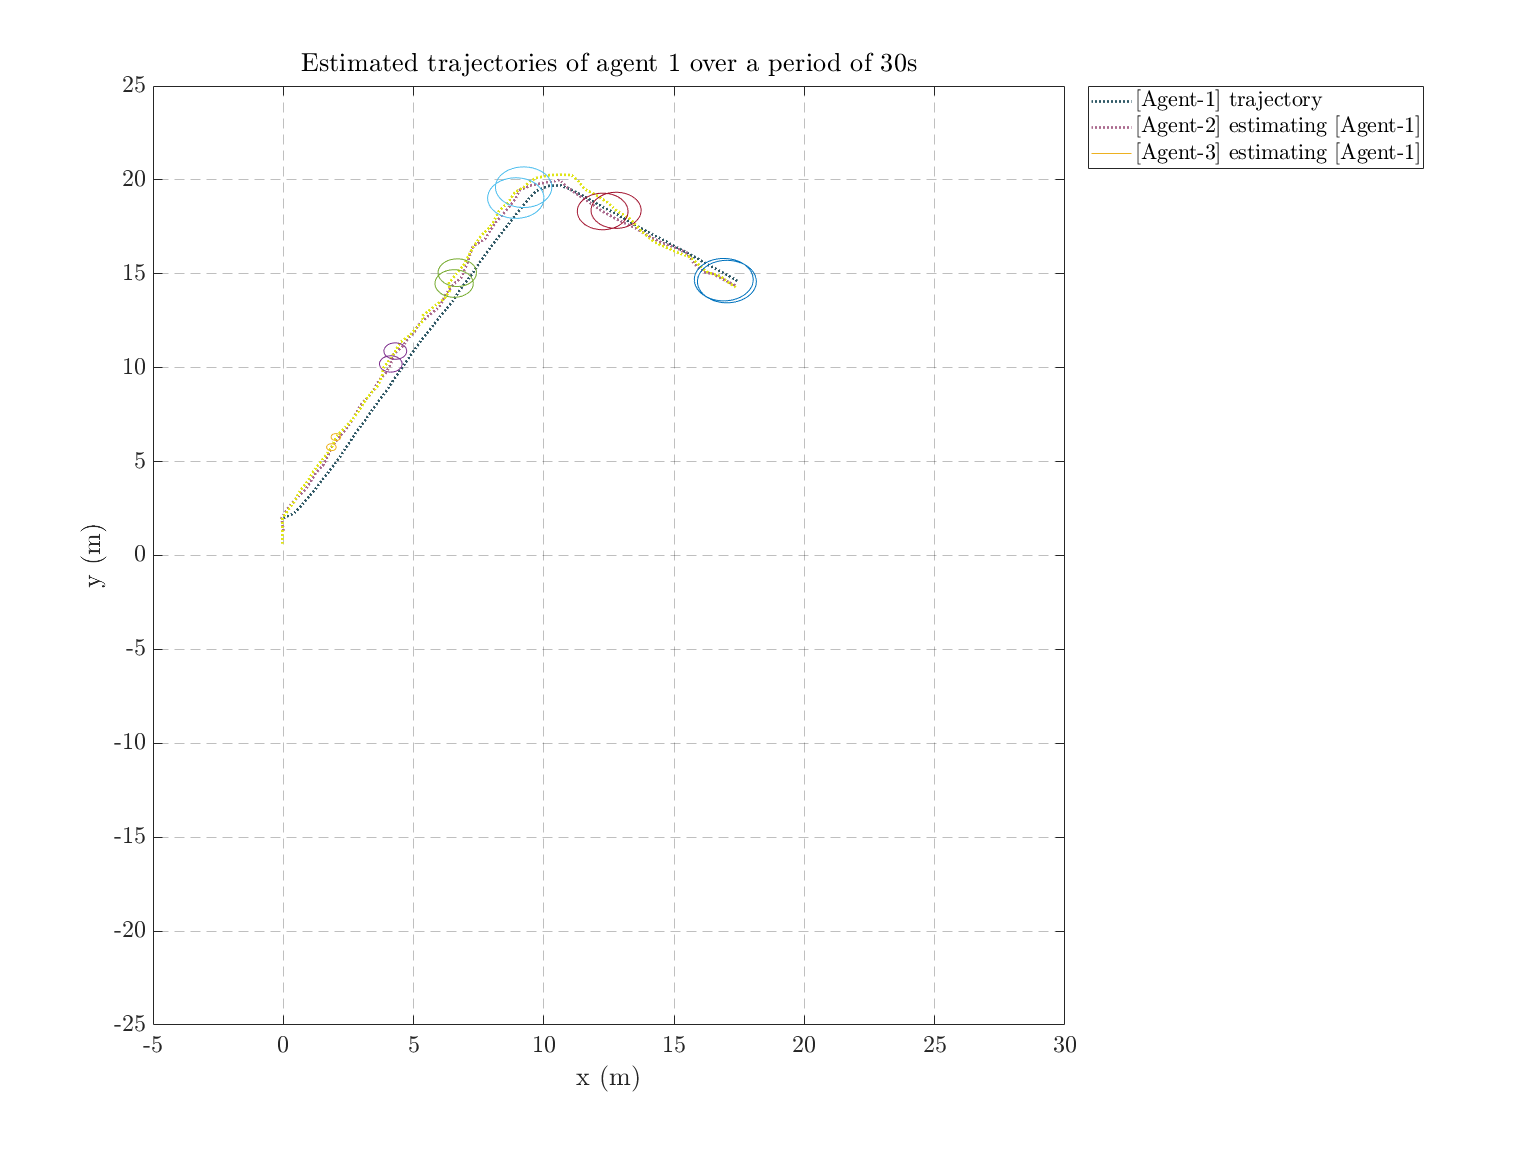 Estimated trajectories of agent 1 over a period of 30s
[Agent-1] trajectory
[Agent-2] estimating [Agent-1]
[Agent-3] estimating [Agent-1]
25
20
15
10
5
0
-5
-10
-15
-20
-25
y (m)
-5 0 5 10 15 20 25 30
x (m)